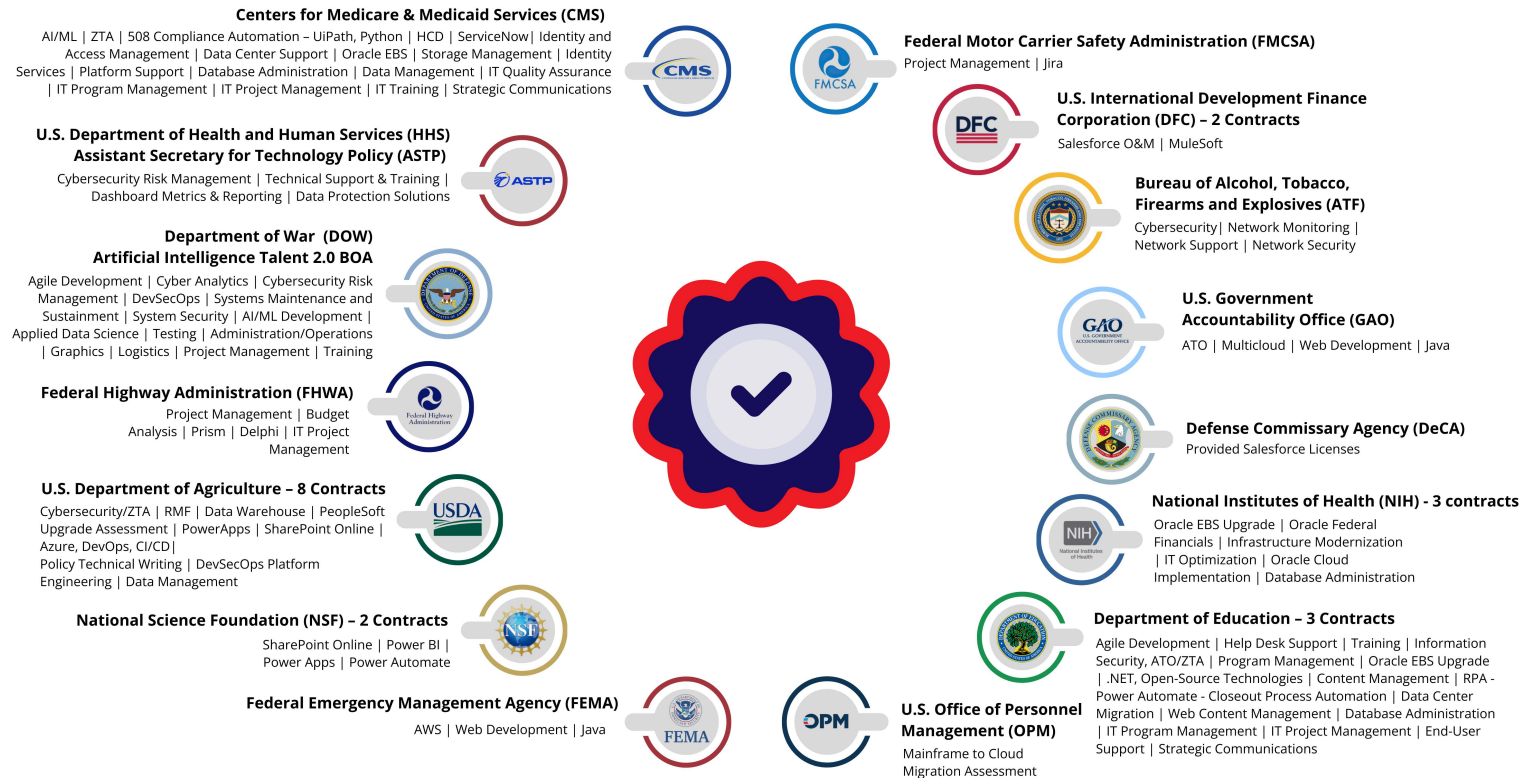 Centers for Medicare & Medicaid Services (CMS)
AI/ML | ZTA | 508 Compliance Automation – UiPath, Python | HCD | ServiceNow| Identity and
Access Management | Data Center Support | Oracle EBS | Storage Management | Identity
Services | Platform Support | Database Administration | Data Management | IT Quality Assurance
| IT Program Management | IT Project Management | IT Training | Strategic Communications
CMS
U.S. Department of Health and Human Services (HHS)
Assistant Secretary for Technology Policy (ASTP)
Cybersecurity Risk Management | Technical Support & Training |
Dashboard Metrics & Reporting | Data Protection Solutions
ASTP
Department of War  (DOW)
Artificial Intelligence Talent 2.0 BOA
Agile Development | Cyber Analytics | Cybersecurity Risk
Management | DevSecOps | Systems Maintenance and
Sustainment | System Security | AI/ML Development |
Applied Data Science | Testing | Administration/Operations
| Graphics | Logistics | Project Management | Training
DEPARTMENT OF DEFENSE
Federal Highway Administration (FHWA)
Project Management | Budget
Analysis | Prism | Delphi | IT Project
Management
Federal Highway
Administration
U.S. Department of Agriculture – 8 Contracts
Cybersecurity/ZTA | RMF | Data Warehouse | PeopleSoft
Upgrade Assessment | PowerApps | SharePoint Online |
Azure, DevOps, CI/CD|
Policy Technical Writing | DevSecOps Platform
Engineering | Data Management
USDA
National Science Foundation (NSF) – 2 Contracts
SharePoint Online | Power BI |
Power Apps | Power Automate
NSF
Federal Emergency Management Agency (FEMA)
AWS | Web Development | Java
FEMA
FMCSA
Federal Motor Carrier Safety Administration (FMCSA)
Project Management | Jira
DFC
U.S. International Development Finance
Corporation (DFC) – 2 Contracts
Salesforce O&M | MuleSoft
Bureau of Alcohol, Tobacco,
Firearms and Explosives (ATF)
Cybersecurity| Network Monitoring |
Network Support | Network Security
GAO
U.S. GOVERNMENT
ACCOUNTABILITY OFFICE
U.S. Government
Accountability Office (GAO)
ATO | Multicloud | Web Development | Java
DEFENSE COMMISSARY AGENCY
Defense Commissary Agency (DeCA)
Provided Salesforce Licenses
NIH
National Institutes
of Health
National Institutes of Health (NIH) - 3 contracts
Oracle EBS Upgrade | Oracle Federal
Financials | Infrastructure Modernization
| IT Optimization | Oracle Cloud
Implementation | Database Administration
DEPARTMENT OF EDUCATION
Department of Education – 3 Contracts
Agile Development | Help Desk Support | Training | Information
Security, ATO/ZTA | Program Management | Oracle EBS Upgrade
| .NET, Open-Source Technologies | Content Management | RPA -
Power Automate - Closeout Process Automation | Data Center
Migration | Web Content Management | Database Administration
| IT Program Management | IT Project Management | End-User
Support | Strategic Communications
OPM
U.S. Office of Personnel
Management (OPM)
Mainframe to Cloud
Migration Assessment